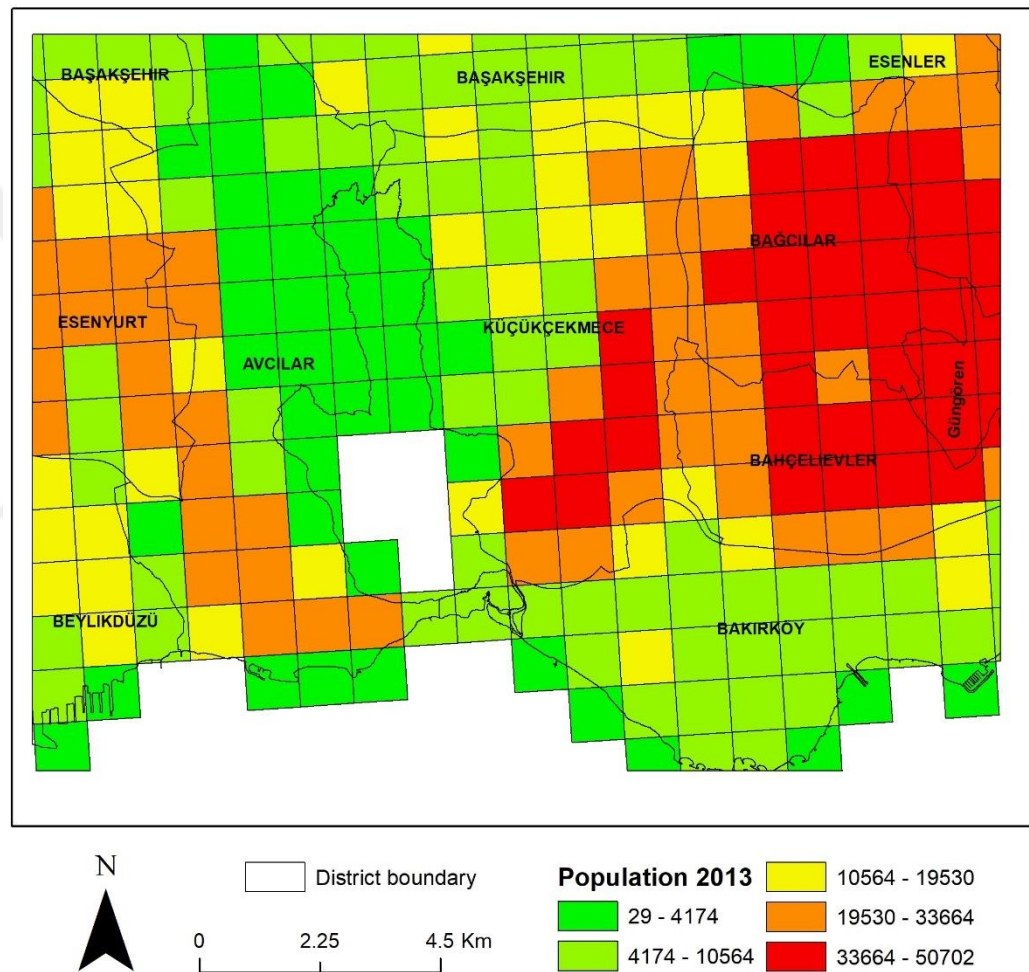 BAŞAKŞEHIR
BAŞAKŞEHIR
ESENLER
BAĞCILAR
ESENYURT
KÜÇÜKÇEKMECE
AVCILAR
Güngören
BAHÇELIEVLER
BEYLIKDÜZÜ
BAKIRKÖY
N
District boundary
0 2.25 4.5 Km
Population 2013
29 - 4174
4174 - 10564
10564 - 19530
19530 - 33664
33664 - 50702